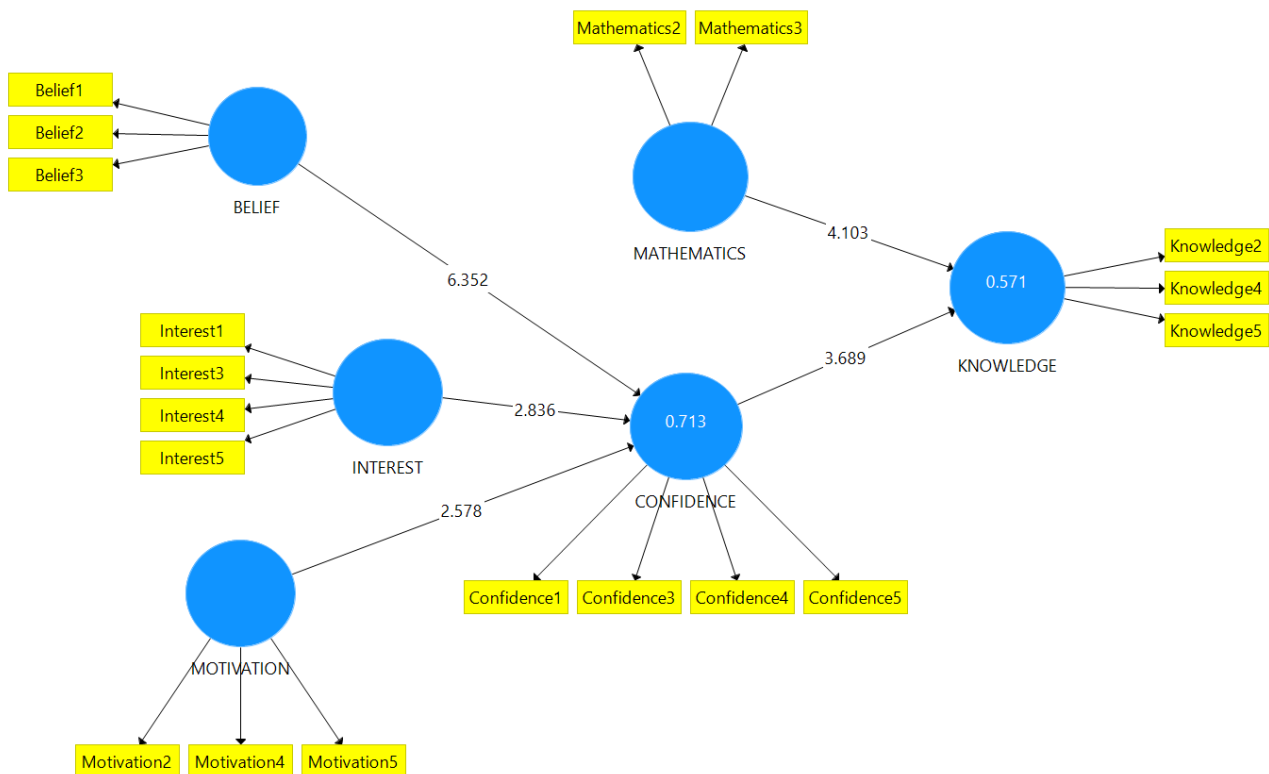 Mathematics2 Mathematics3
Belief1
Belief2
Belief3
BELIEF
MATHEMATICS
4.103
Knowledge2
Knowledge4
Knowledge5
0.571
KNOWLEDGE
6.352
Interest1
Interest3
Interest4
Interest5
INTEREST
2.836
3.689
0.713
CONFIDENCE
2.578
Confidence1 Confidence3 Confidence4 Confidence5
MOTIVATION
Motivation2 Motivation4 Motivation5